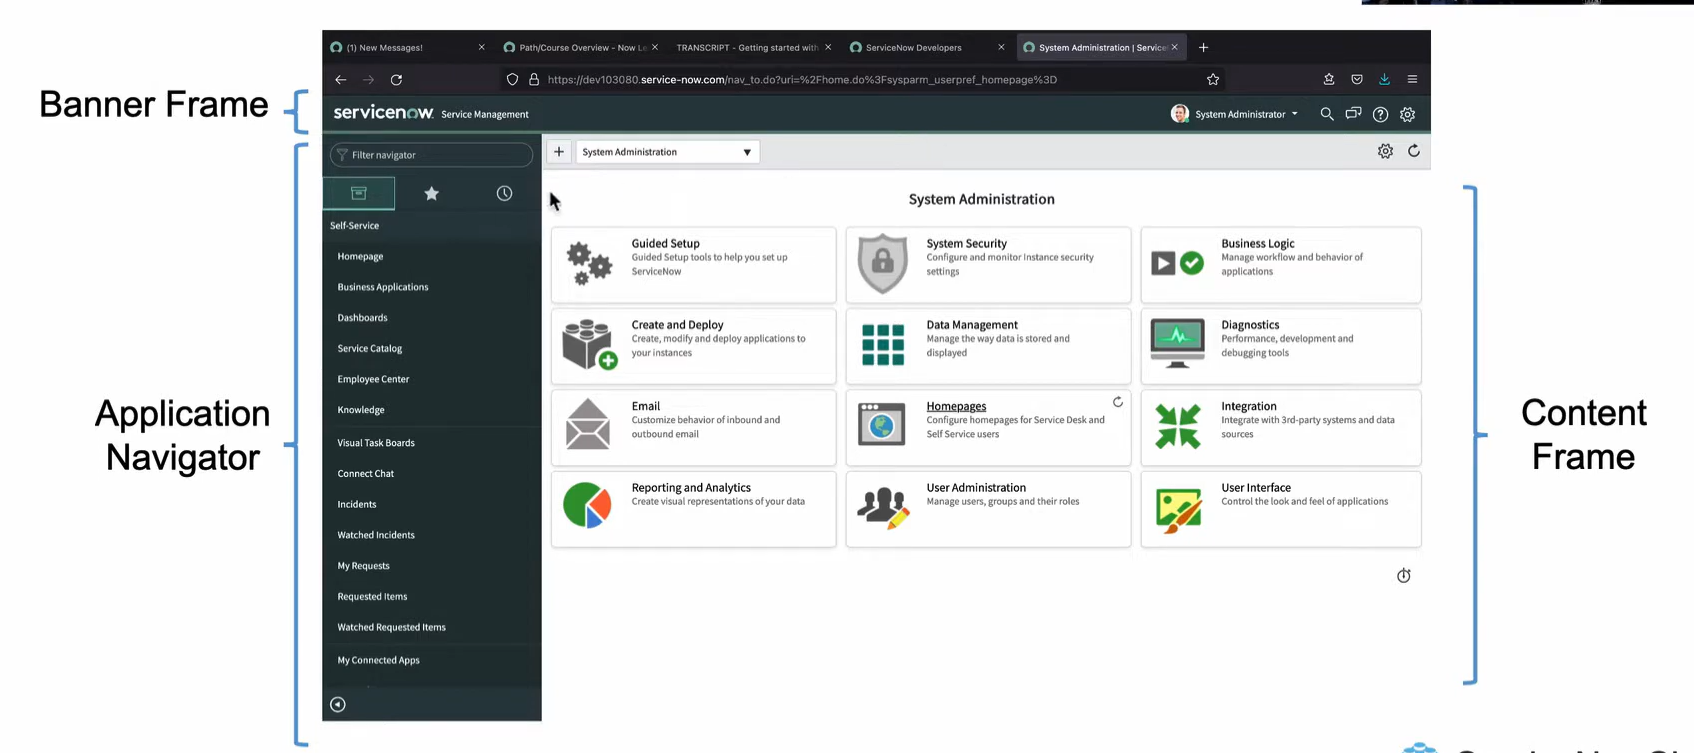 (1) New Messages!
Path/Course Overview - Now Le
TRANSCRIPT - Getting started with
ServiceNow Developers
System Administration | Service
https://dev103080.service-now.com/nav_to.do?uri=%2Fhome.do%3Fsysparm_userpref_homepage%3D
Banner Frame
servicenow. Service Management
System Administrator
Filter navigator
System Administration
Self-Service
Homepage
Business Applications
Dashboards
Service Catalog
Employee Center
Knowledge
Visual Task Boards
Connect Chat
Incidents
Watched Incidents
My Requests
Requested Items
Watched Requested Items
My Connected Apps
Application
Navigator
System Administration
Guided Setup
Guided Setup tools to help you set up
ServiceNow
System Security
Configure and monitor Instance security
settings
Business Logic
Manage workflow and behavior of
applications
Create and Deploy
Create, modify and deploy applications to
your instances
Data Management
Manage the way data is stored and
displayed
Diagnostics
Performance, development and
debugging tools
Email
Customize behavior of inbound and
outbound email
Homepages
Configure homepages for Service Desk and
Self Service users
Integration
Integrate with 3rd-party systems and data
sources
Reporting and Analytics
Create visual representations of your data
User Administration
Manage users, groups and their roles
User Interface
Control the look and feel of applications
Content
Frame